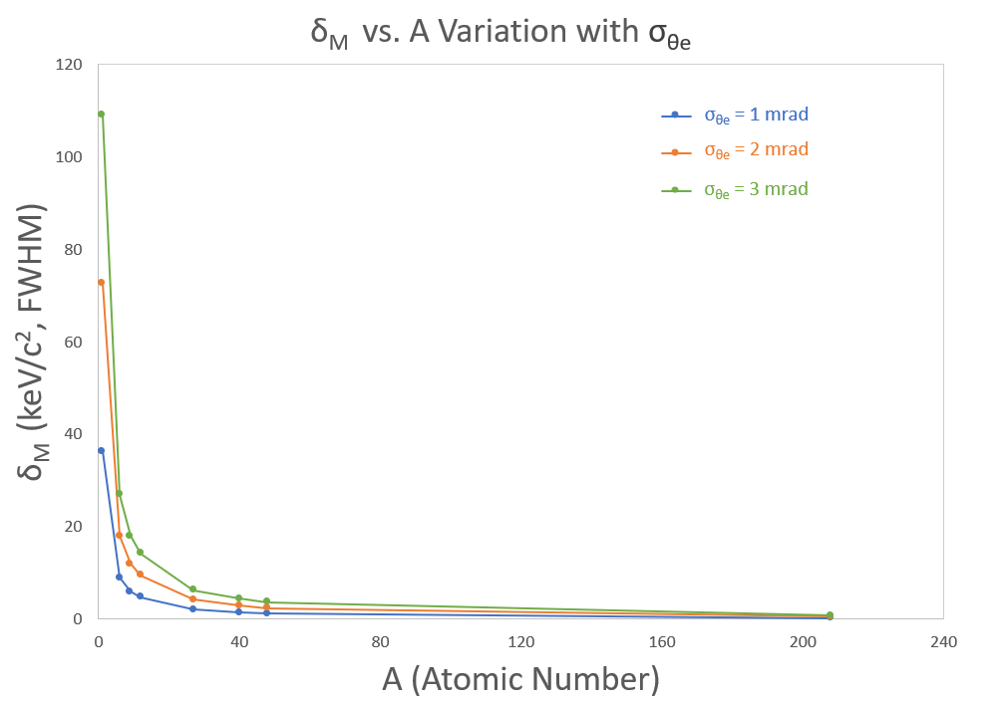 δM vs. A Variation with σθe
120
100
80
60
40
20
0
δM (keV/c², FWHM)
σθe = 1 mrad
σθe = 2 mrad
σθe = 3 mrad
0 40 80 120 160 200 240
A (Atomic Number)